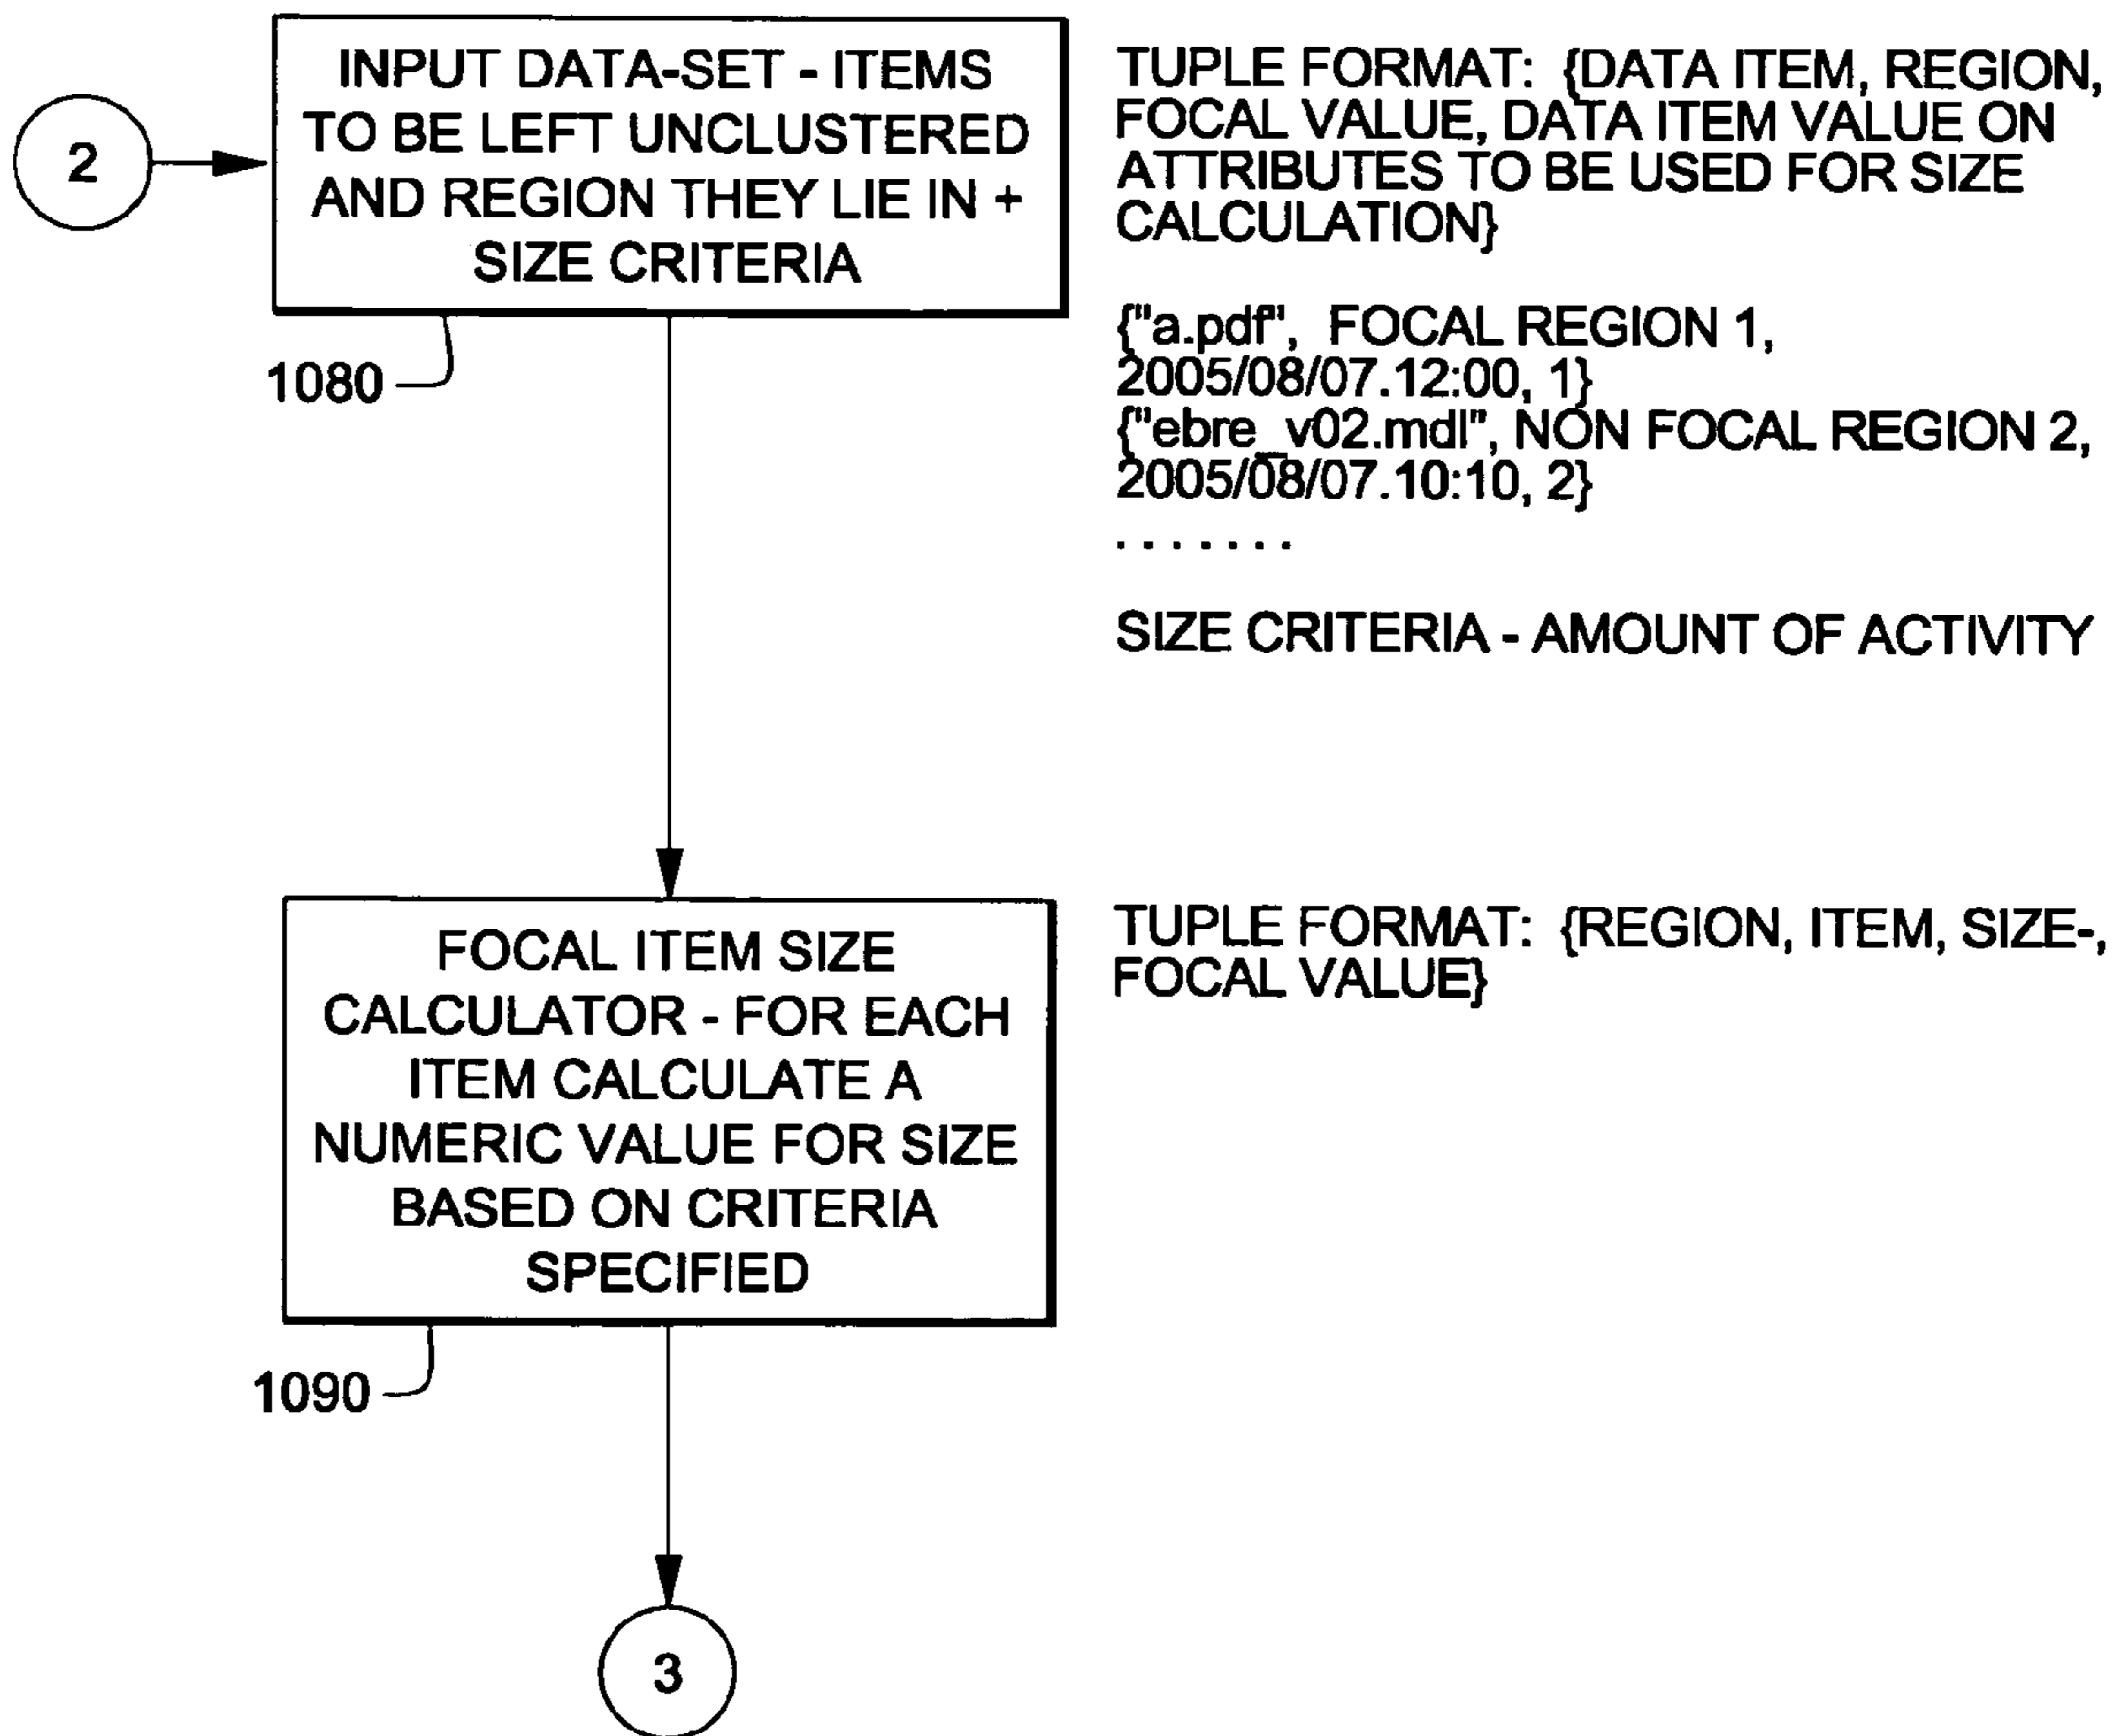 2
INPUT DATA-SET - ITEMS
TO BE LEFT UNCLUSTERED
AND REGION THEY LIE IN +
SIZE CRITERIA
1080
TUPLE FORMAT: {DATA ITEM, REGION,
FOCAL VALUE, DATA ITEM VALUE ON
ATTRIBUTES TO BE USED FOR SIZE
CALCULATION}
{"a.pdf", FOCAL REGION 1,
2005/08/07.12:00, 1}
{"ebre_v02.mdl", NON FOCAL REGION 2,
2005/08/07.10:10, 2}
. . . . . . .
SIZE CRITERIA - AMOUNT OF ACTIVITY
FOCAL ITEM SIZE
CALCULATOR - FOR EACH
ITEM CALCULATE A
NUMERIC VALUE FOR SIZE
BASED ON CRITERIA
SPECIFIED
1090
TUPLE FORMAT: {REGION, ITEM, SIZE-,
FOCAL VALUE}
3